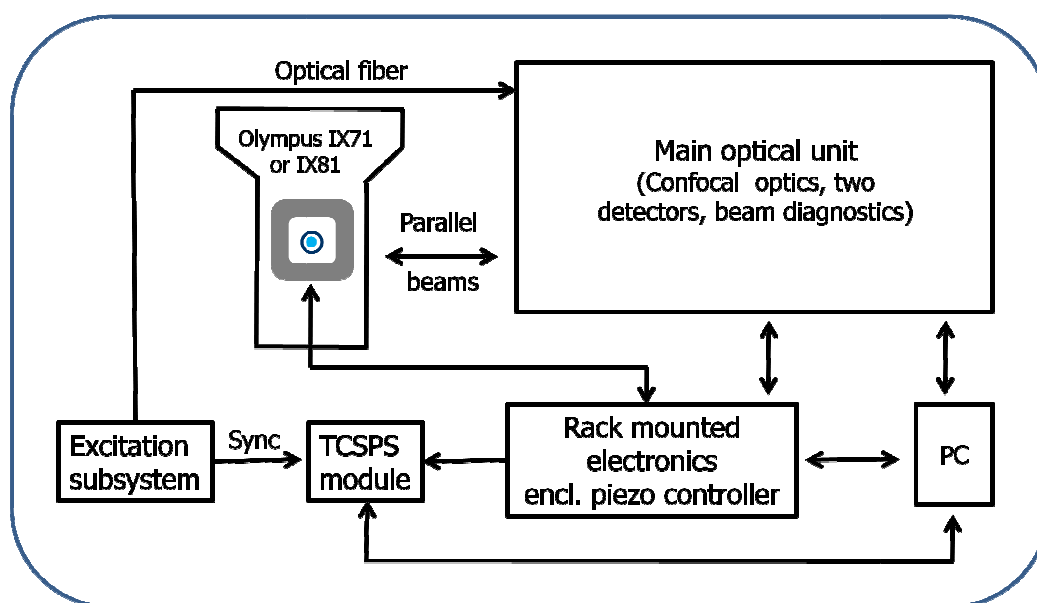 Optical fiber
Olympus IX71
or IX81
Main optical unit
(Confocal optics, two
detectors, beam diagnostics)
Parallel
beams
Excitation
subsystem
Sync
TCSPS
module
Rack mounted
electronics
encl. piezo controller
PC